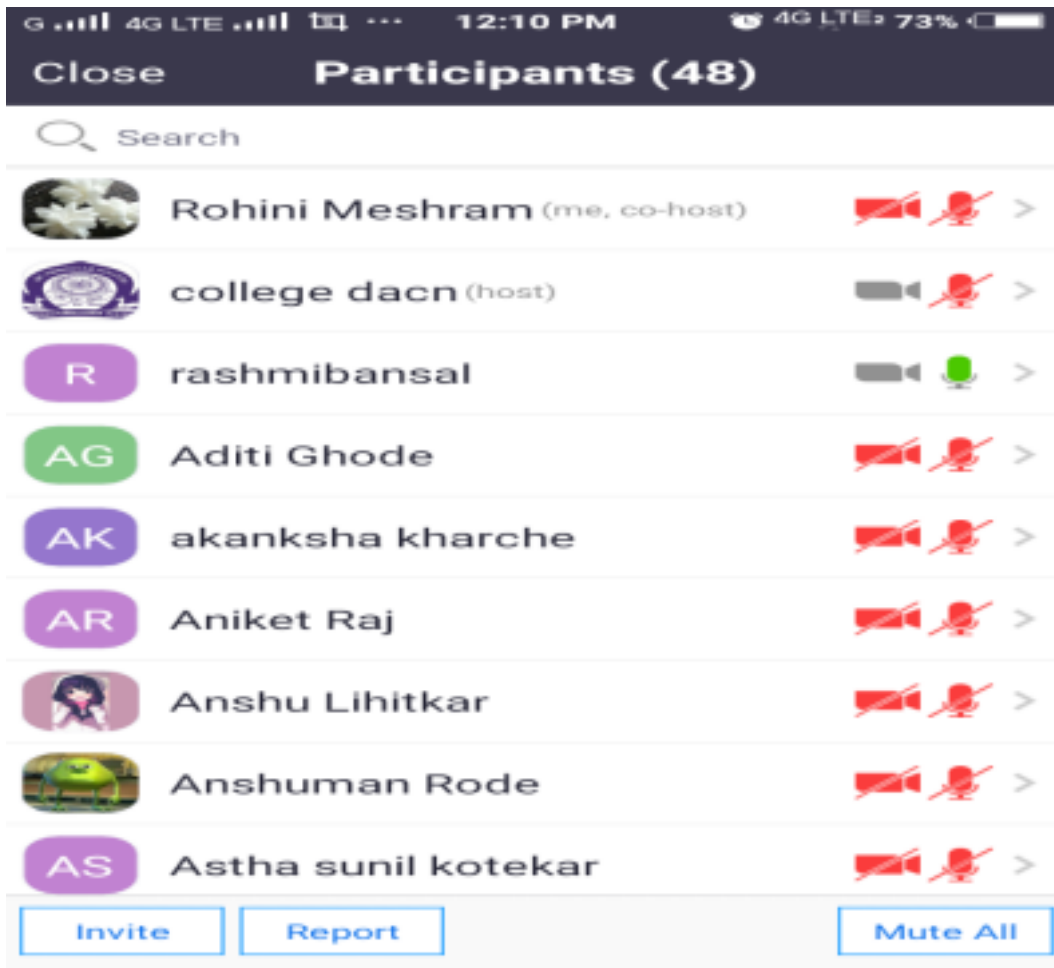 G 4G LTE ... 12:10 PM 4G LTE 73%
Close Participants (48)
Search
Rohini Meshram (me, co-host)
college dacn (host)
R rashmibansal
AG Aditi Ghode
AK akanksha kharche
AR Aniket Raj
Anshu Lihitkar
Anshuman Rode
AS Astha sunil kotekar
Invite Report Mute All